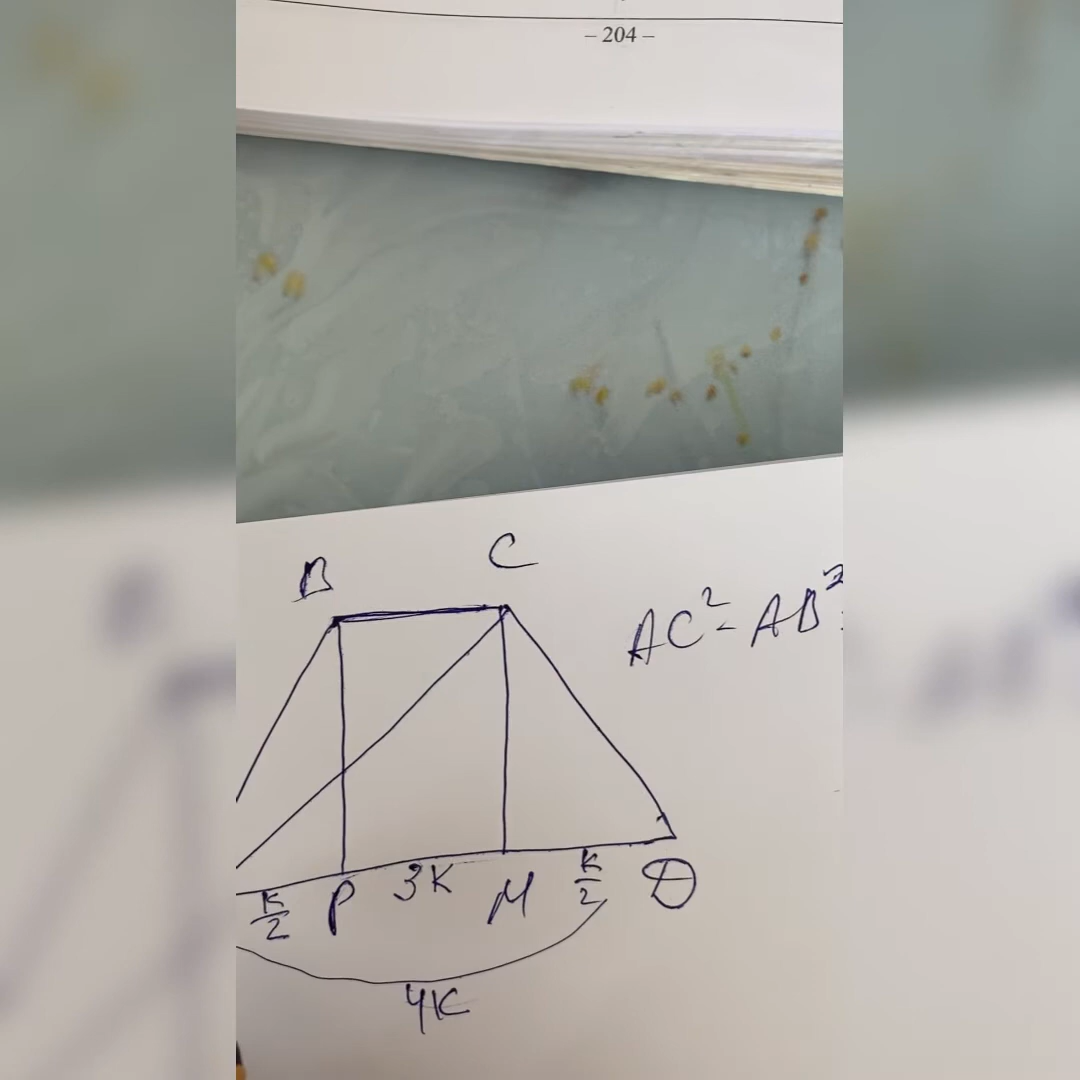 – 204 –
B
C
AC² - AB²
K/2
P
3K
M
K/2
D
4K